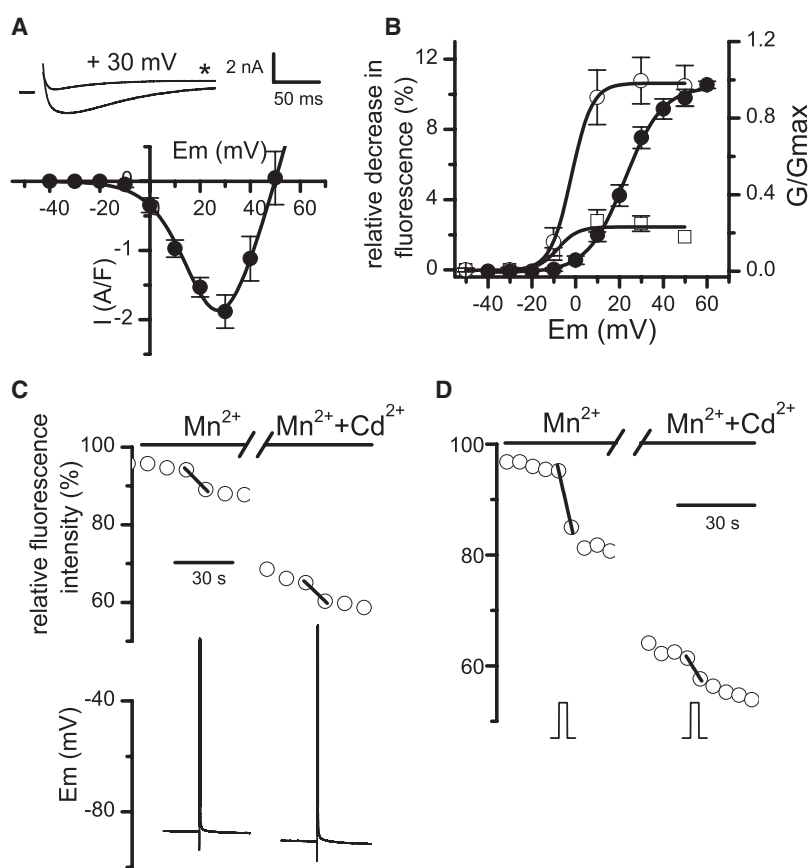 A
+ 30 mV
*
2 nA
50 ms
Em (mV)
0
-40 -20 20 40 60
-1
-2
I (A/F)
B
relative decrease in
fluorescence (%)
12
8
4
0
1.2
0.8
0.4
0.0
G/Gmax
-40 -20 0 20 40 60
Em (mV)
C
Mn2+ Mn2++Cd2+
relative fluorescence
intensity (%)
100
80
60
30 s
Em (mV)
-40
-80
D
Mn2+ Mn2++Cd2+
100
80
60
30 s